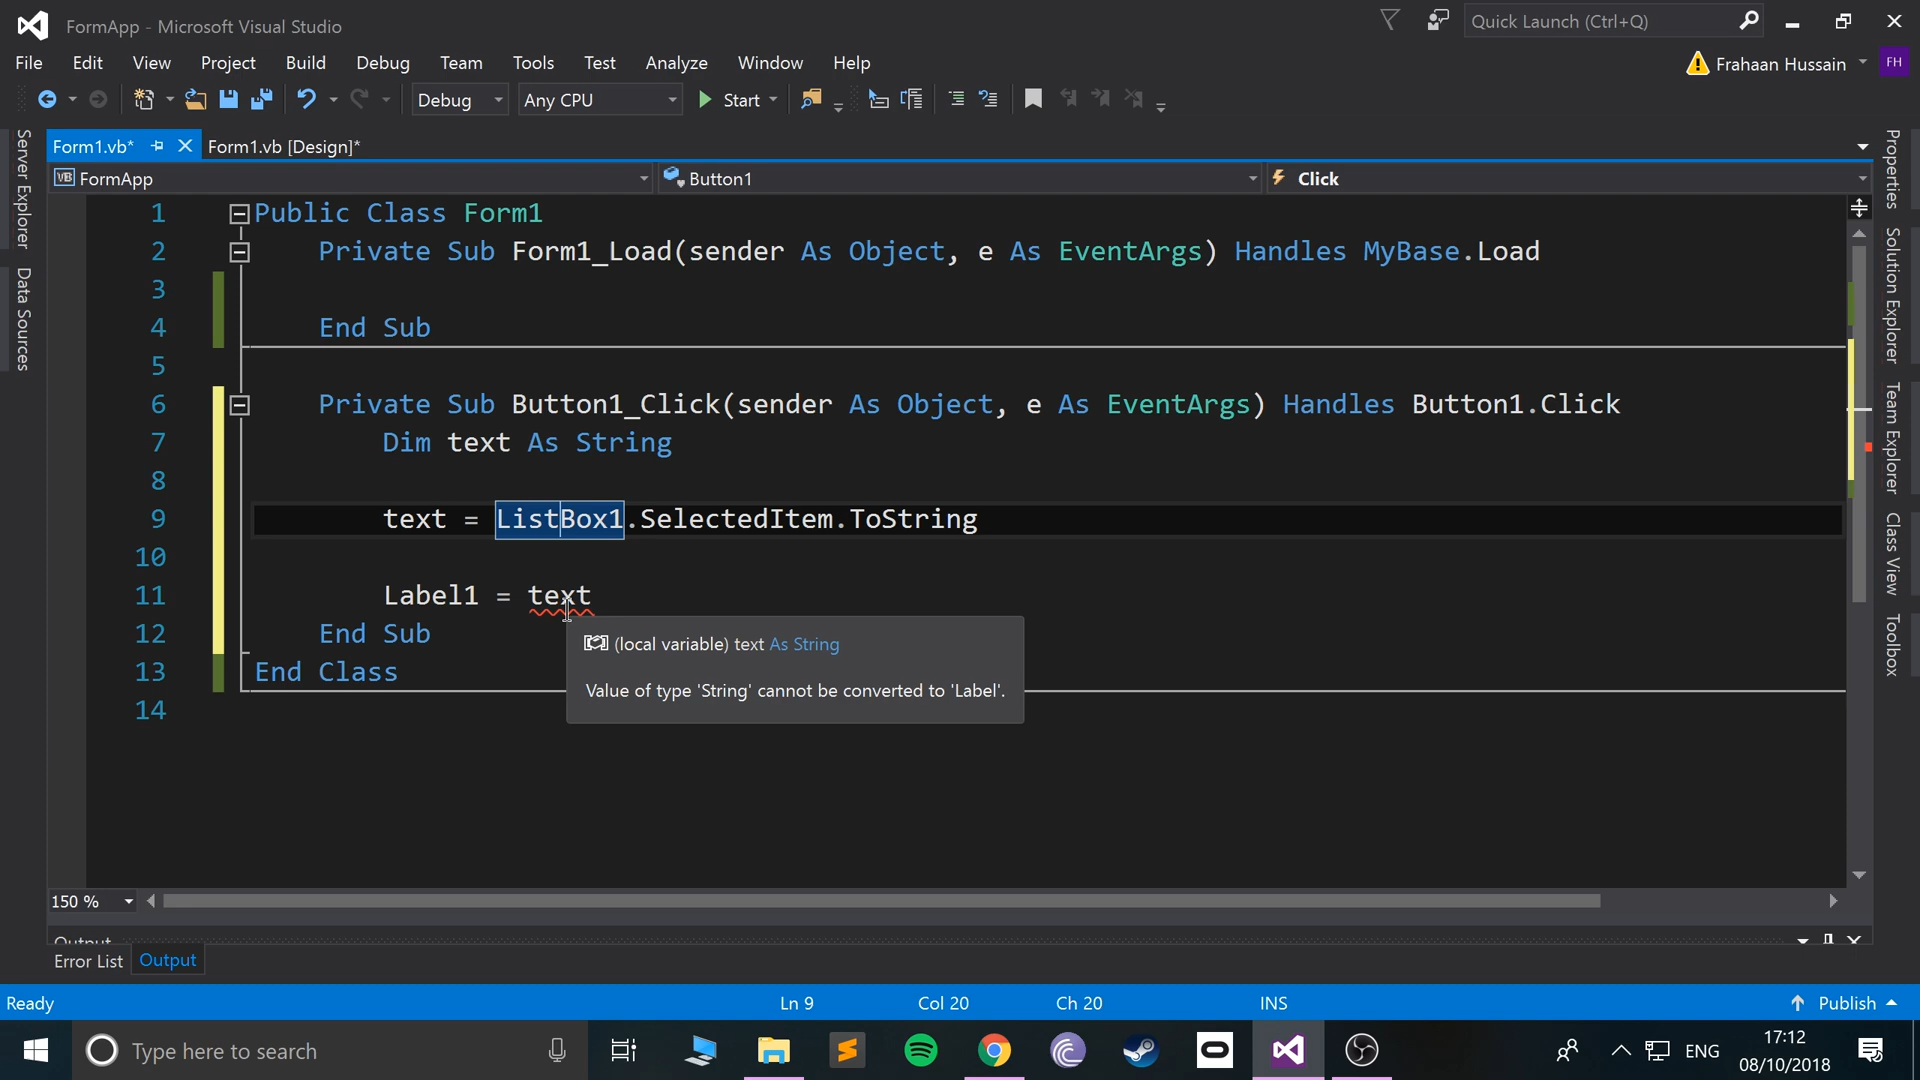 FormApp - Microsoft Visual Studio
Quick Launch (Ctrl+Q)
File Edit View Project Build Debug Team Tools Test Analyze Window Help
Frahaan Hussain FH
Debug Any CPU Start
Form1.vb* Form1.vb [Design]*
VB FormApp Button1 Click
Server Explorer
Data Sources
1 Public Class Form1
2 Private Sub Form1_Load(sender As Object, e As EventArgs) Handles MyBase.Load
3
4 End Sub
5
6 Private Sub Button1_Click(sender As Object, e As EventArgs) Handles Button1.Click
7 Dim text As String
8
9 text = ListBox1.SelectedItem.ToString
10
11 Label1 = text
12 End Sub
13 End Class
14
(local variable) text As String
Value of type 'String' cannot be converted to 'Label'.
Properties
Solution Explorer
Team Explorer
Class View
Toolbox
150 %
Output
Error List Output
Ready Ln 9 Col 20 Ch 20 INS Publish
Type here to search
ENG
17:12
08/10/2018